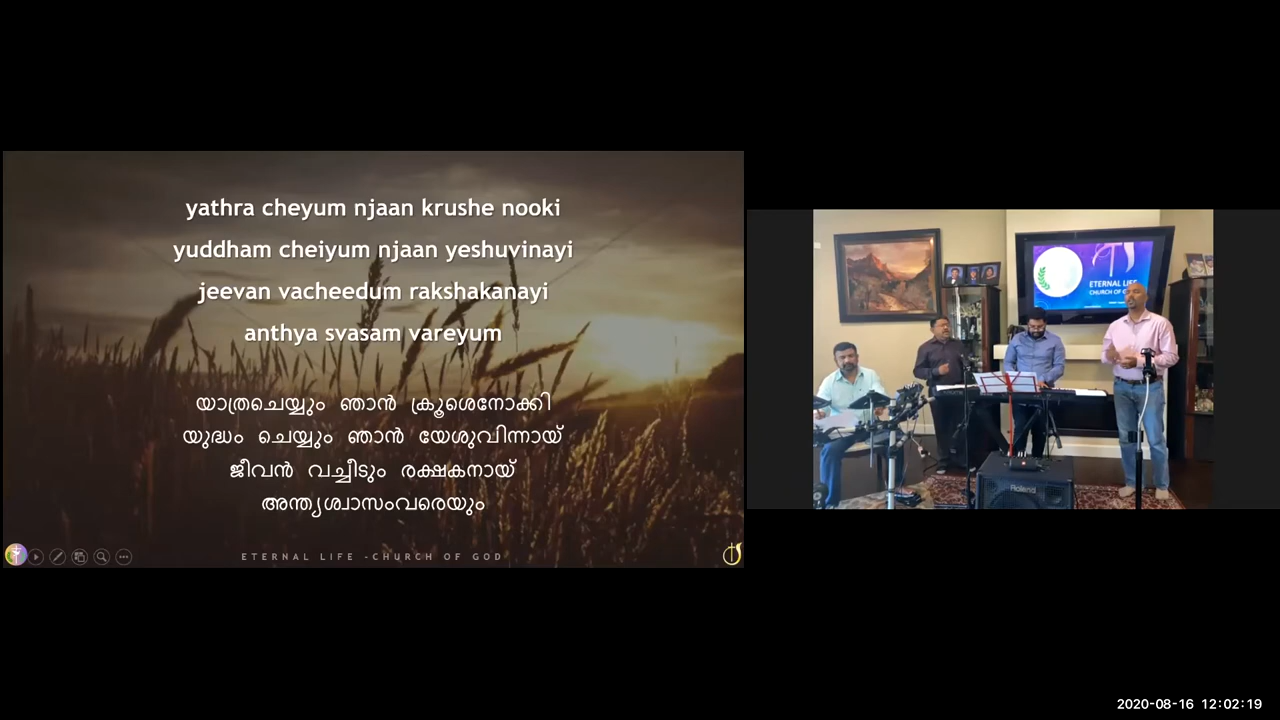 yathra cheyum njaan krushe nooki
yuddham cheiyum njaan yeshuvinayi
jeevan vacheedum rakshakanayi
anthya svasam vareyum
യാത്രചെയ്യും ഞാൻ ക്രൂശെനോക്കി
യുദ്ധം ചെയ്യും ഞാൻ യേശുവിന്നായ്
ജീവൻ വച്ചീടും രക്ഷകനായ്
അന്ത്യശ്വാസംവരെയും
ETERNAL LIFE -CHURCH OF GOD
ETERNAL LIFE
CHURCH OF GOD
Roland
2020-08-16 12:02:19